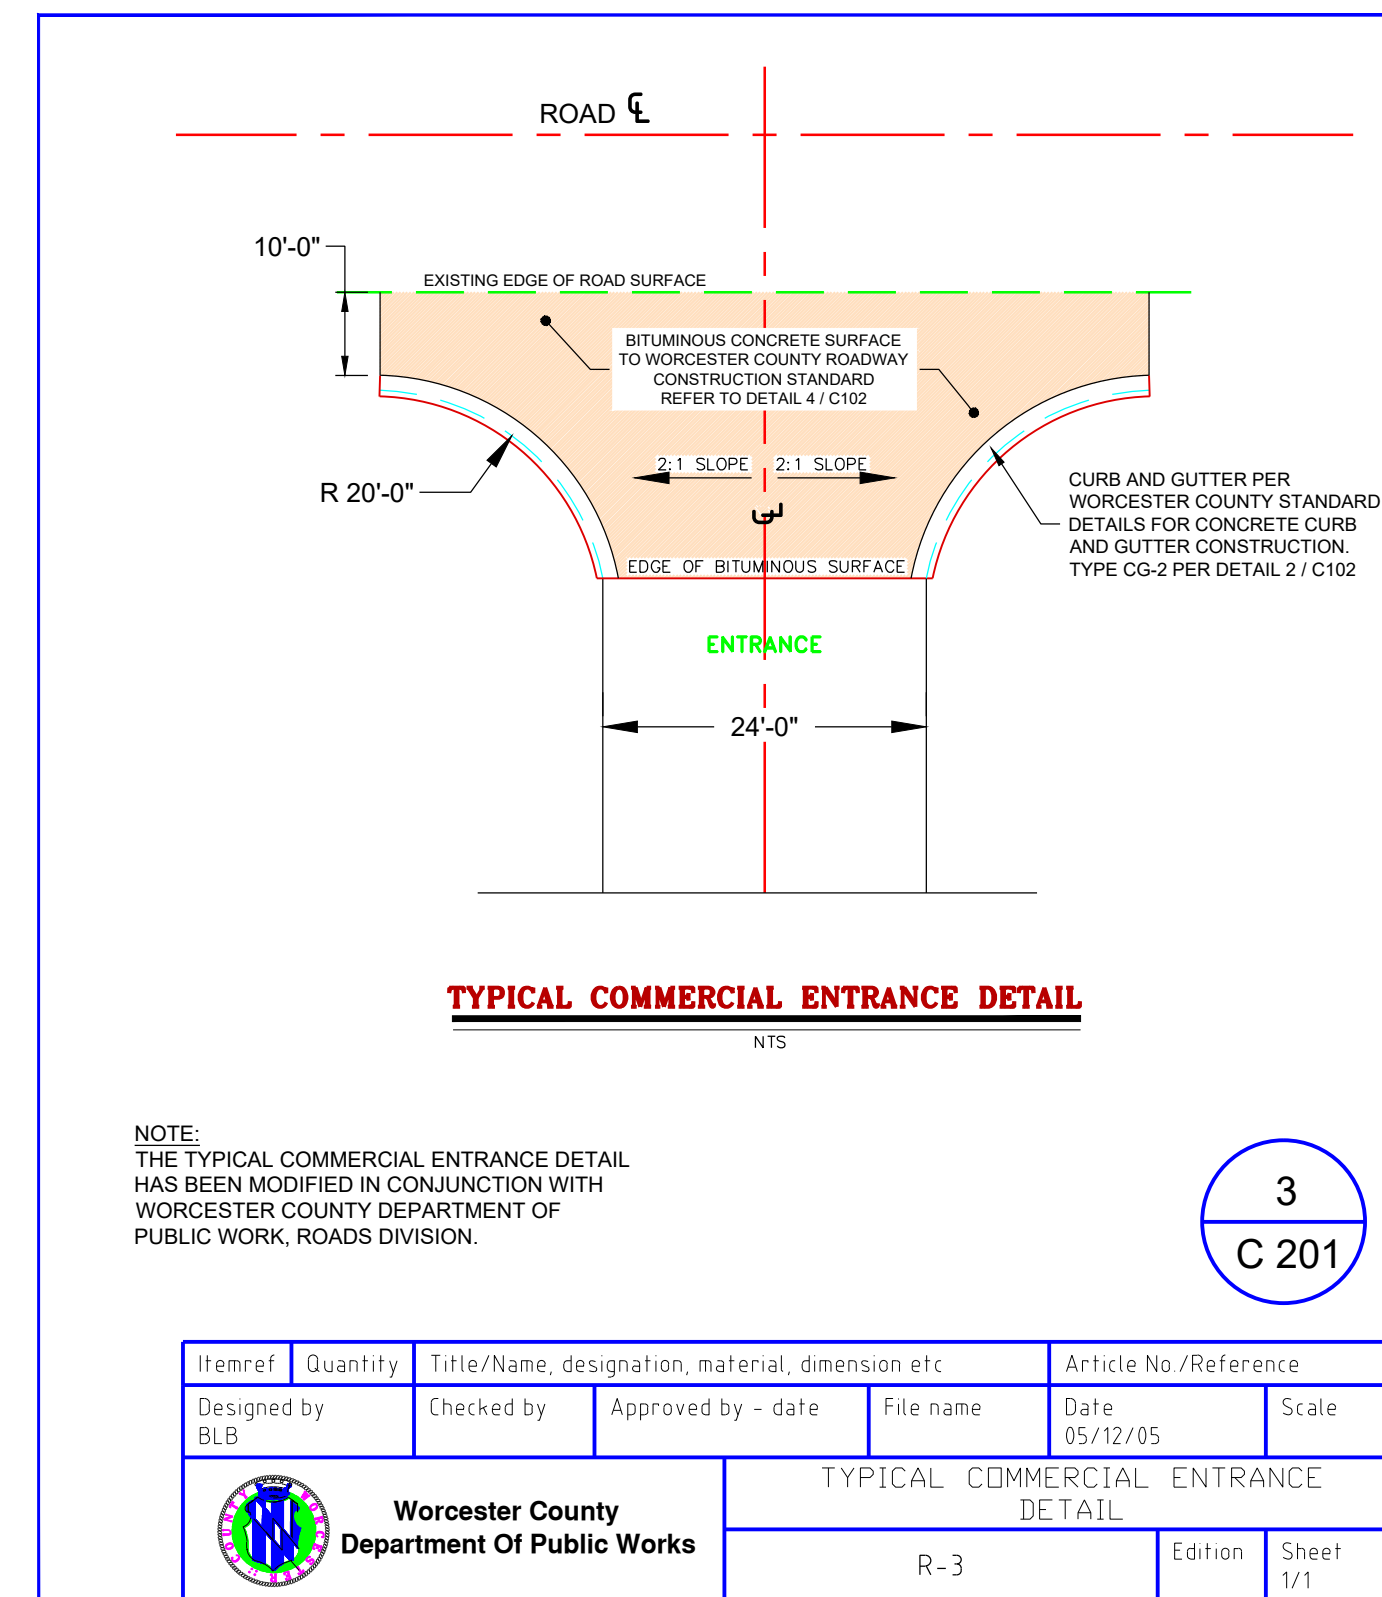 ROAD ℄
10'-0"
EXISTING EDGE OF ROAD SURFACE
BITUMINOUS CONCRETE SURFACE
TO WORCESTER COUNTY ROADWAY
CONSTRUCTION STANDARD
REFER TO DETAIL 4 / C102
2:1 SLOPE 2:1 SLOPE
R 20'-0"
CURB AND GUTTER PER
WORCESTER COUNTY STANDARD
DETAILS FOR CONCRETE CURB
AND GUTTER CONSTRUCTION.
TYPE CG-2 PER DETAIL 2 / C102
℄
EDGE OF BITUMINOUS SURFACE
ENTRANCE
24'-0"
TYPICAL COMMERCIAL ENTRANCE DETAIL
NTS
NOTE:
THE TYPICAL COMMERCIAL ENTRANCE DETAIL
HAS BEEN MODIFIED IN CONJUNCTION WITH
WORCESTER COUNTY DEPARTMENT OF
PUBLIC WORK, ROADS DIVISION.
3
C 201
Itemref Quantity Title/Name, designation, material, dimension etc Article No./Reference
Designed by Checked by Approved by - date File name Date Scale
BLB 05/12/05
WORCESTER COUNTY
Worcester County
Department Of Public Works
TYPICAL COMMERCIAL ENTRANCE
DETAIL
R-3
Edition
Sheet
1/1